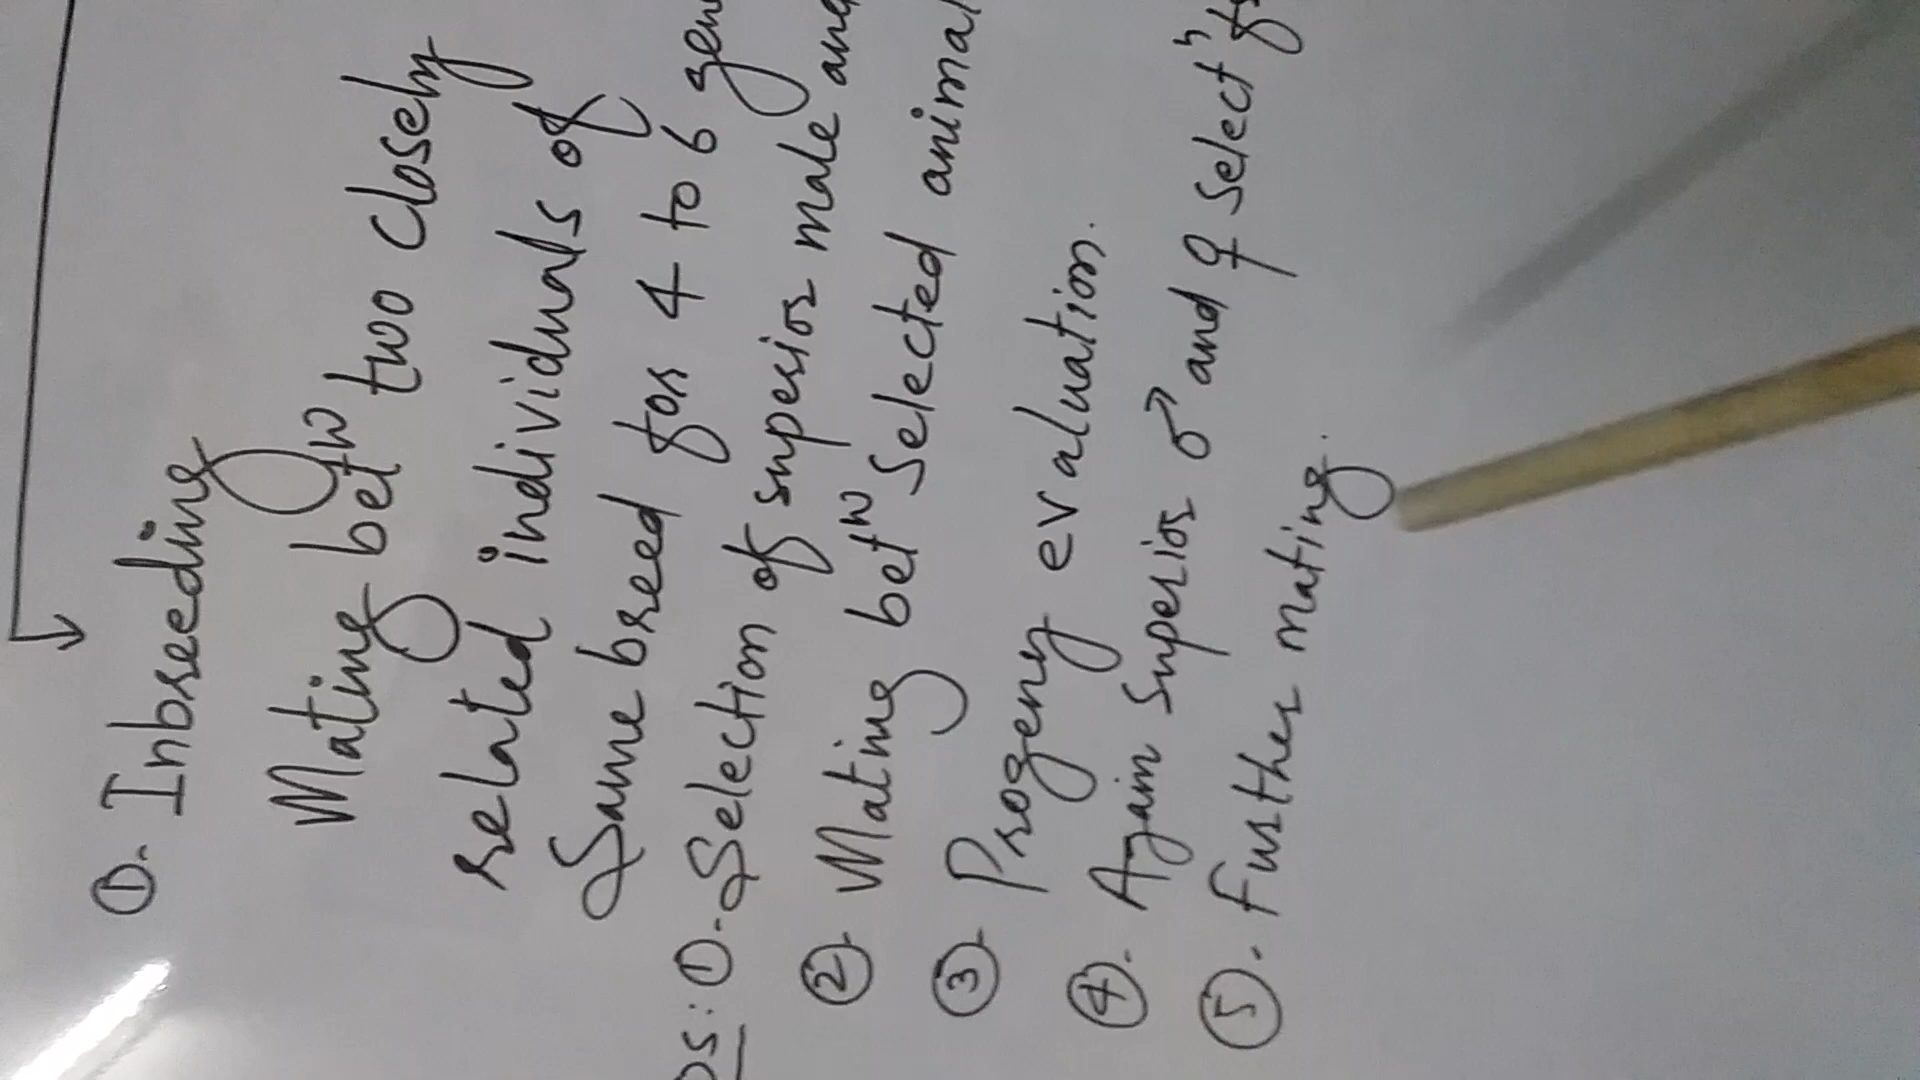 ①. Inbreeding
Mating betw two closely
related individuals of
Same breed for 4 to 6
①. Selection of superior male and
② Mating betw selected animal
③. Progeny evaluation.
④. Again superior ♂ and ♀ selectn
⑤. further mating.